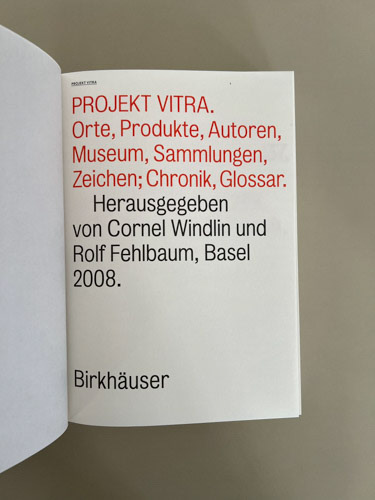 PROJEKT VITRA
PROJEKT VITRA.
Orte, Produkte, Autoren,
Museum, Sammlungen,
Zeichen; Chronik, Glossar.
Herausgegeben
von Cornel Windlin und
Rolf Fehlbaum, Basel
2008.
Birkhäuser